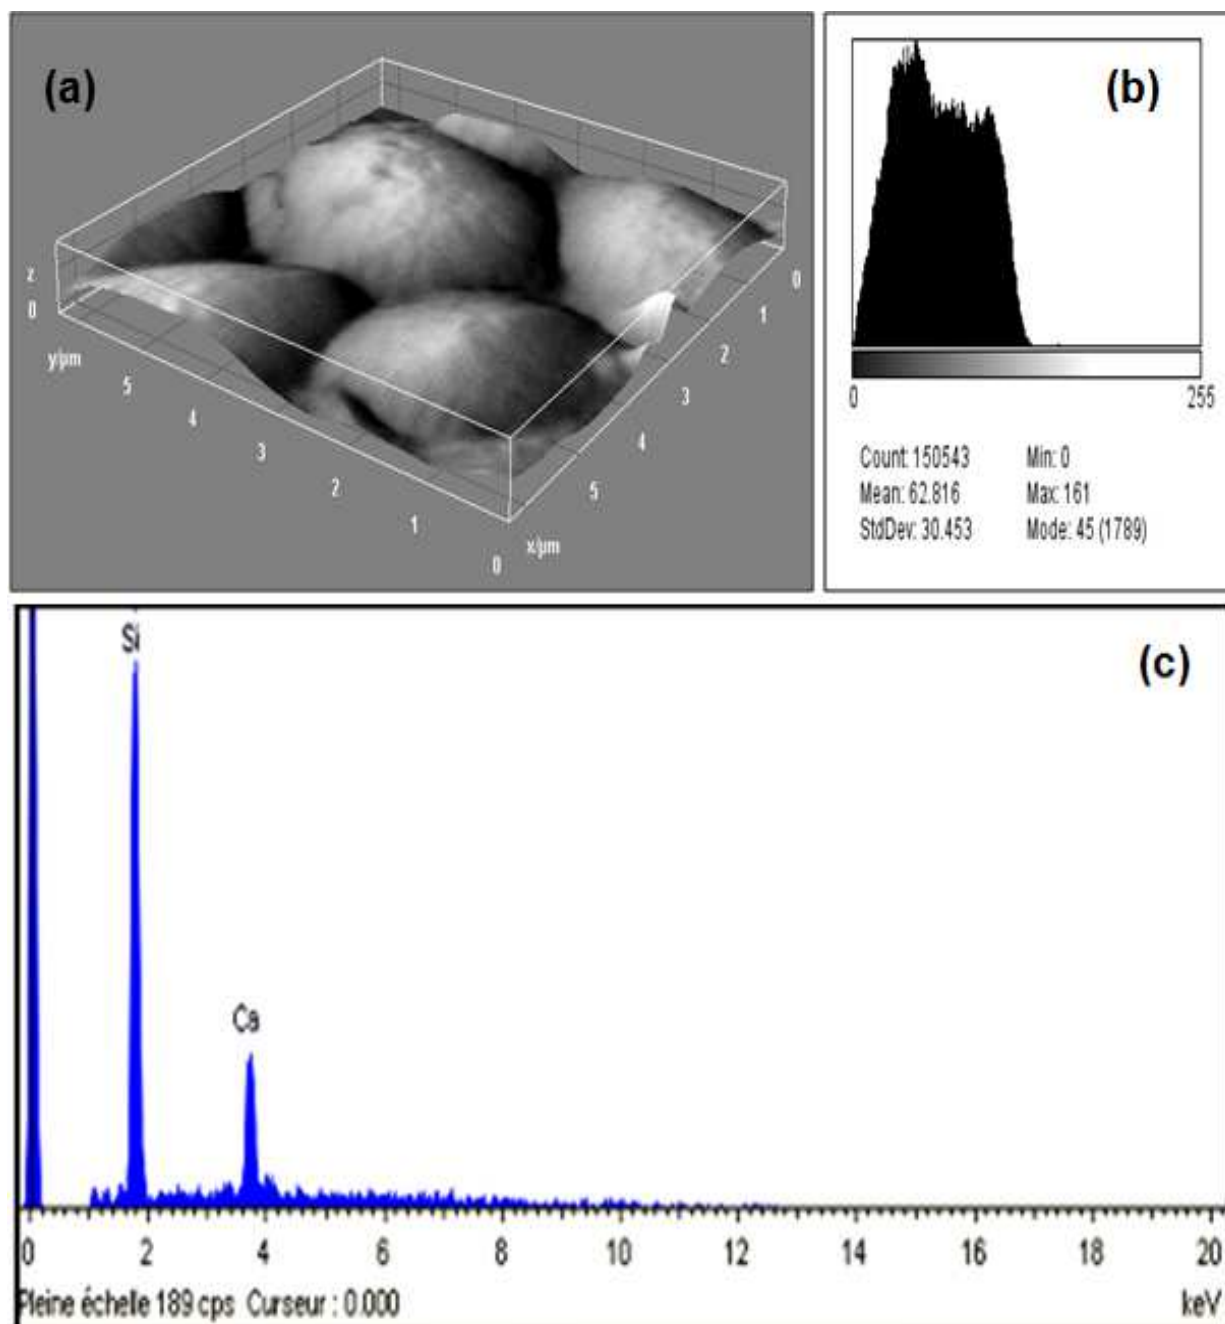 (a)
z
0
y/µm
5
4
3
2
1
0
x/µm
5
4
3
2
1
0
(b)
0 255
Count: 150543 Min: 0
Mean: 62.816 Max: 161
StdDev: 30.453 Mode: 45 (1789)
(c)
Si
Ca
0 2 4 6 8 10 12 14 16 18 20
Pleine échelle 189 cps Curseur : 0.000 keV